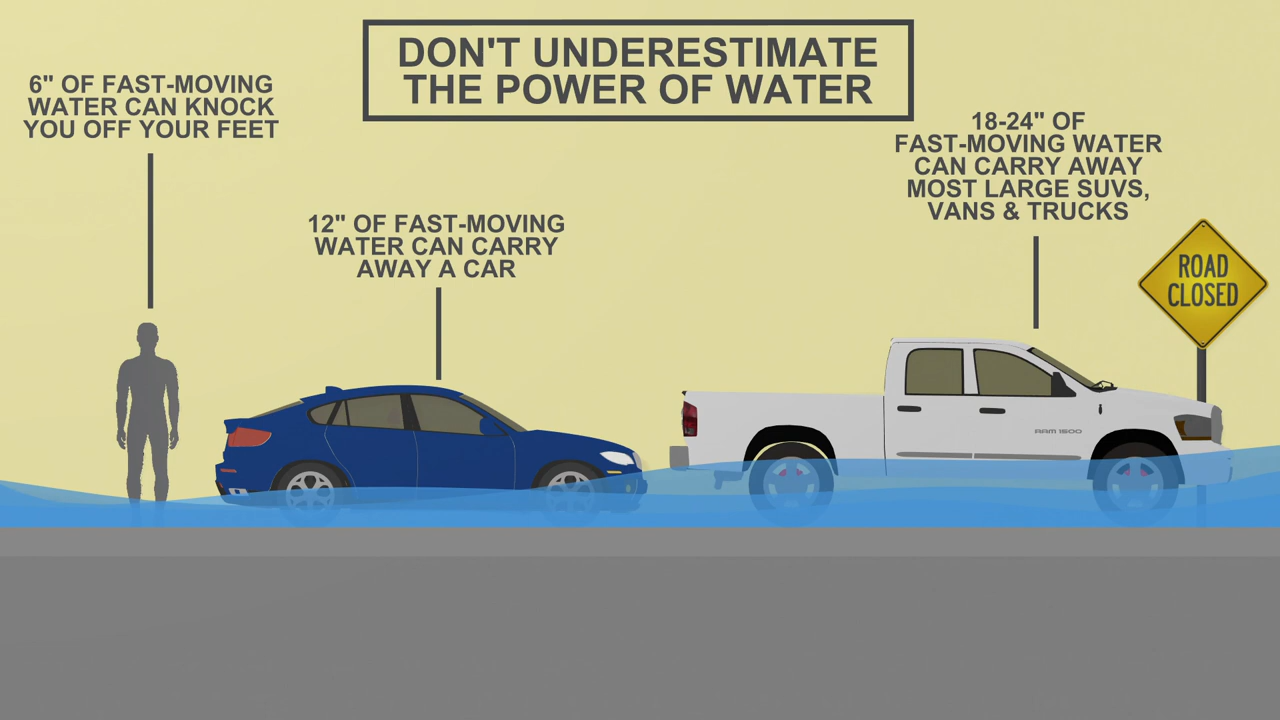 DON'T UNDERESTIMATE
THE POWER OF WATER
6" OF FAST-MOVING
WATER CAN KNOCK
YOU OFF YOUR FEET
12" OF FAST-MOVING
WATER CAN CARRY
AWAY A CAR
18-24" OF
FAST-MOVING WATER
CAN CARRY AWAY
MOST LARGE SUVS,
VANS & TRUCKS
ROAD
CLOSED
RAM 1500